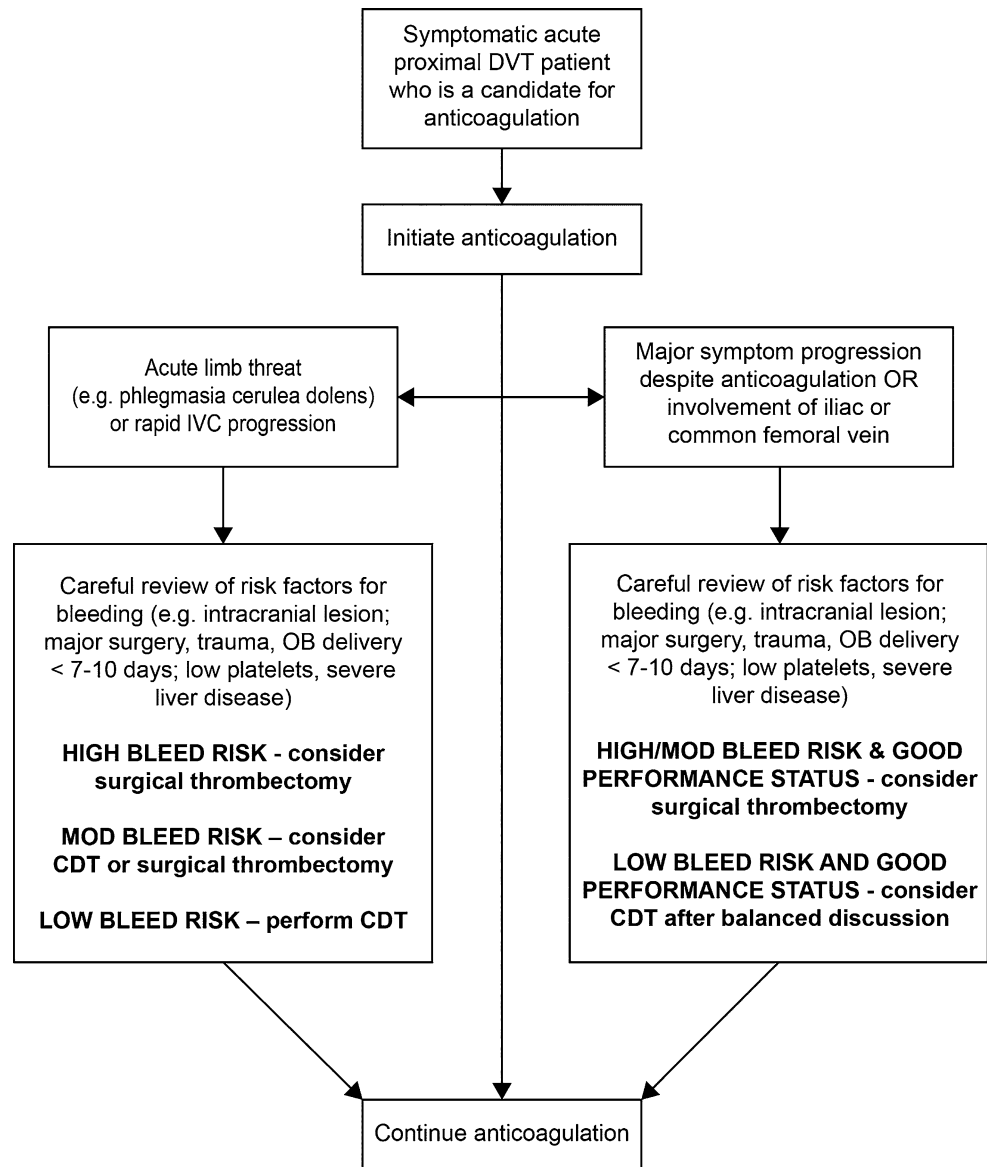 Symptomatic acute
proximal DVT patient
who is a candidate for
anticoagulation
Initiate anticoagulation
Acute limb threat
(e.g. phlegmasia cerulea dolens)
or rapid IVC progression
Major symptom progression
despite anticoagulation OR
involvement of iliac or
common femoral vein
Careful review of risk factors for
bleeding (e.g. intracranial lesion;
major surgery, trauma, OB delivery
< 7-10 days; low platelets, severe
liver disease)
HIGH BLEED RISK - consider
surgical thrombectomy
MOD BLEED RISK – consider
CDT or surgical thrombectomy
LOW BLEED RISK – perform CDT
Careful review of risk factors for
bleeding (e.g. intracranial lesion;
major surgery, trauma, OB delivery
< 7-10 days; low platelets, severe
liver disease)
HIGH/MOD BLEED RISK & GOOD
PERFORMANCE STATUS - consider
surgical thrombectomy
LOW BLEED RISK AND GOOD
PERFORMANCE STATUS - consider
CDT after balanced discussion
Continue anticoagulation